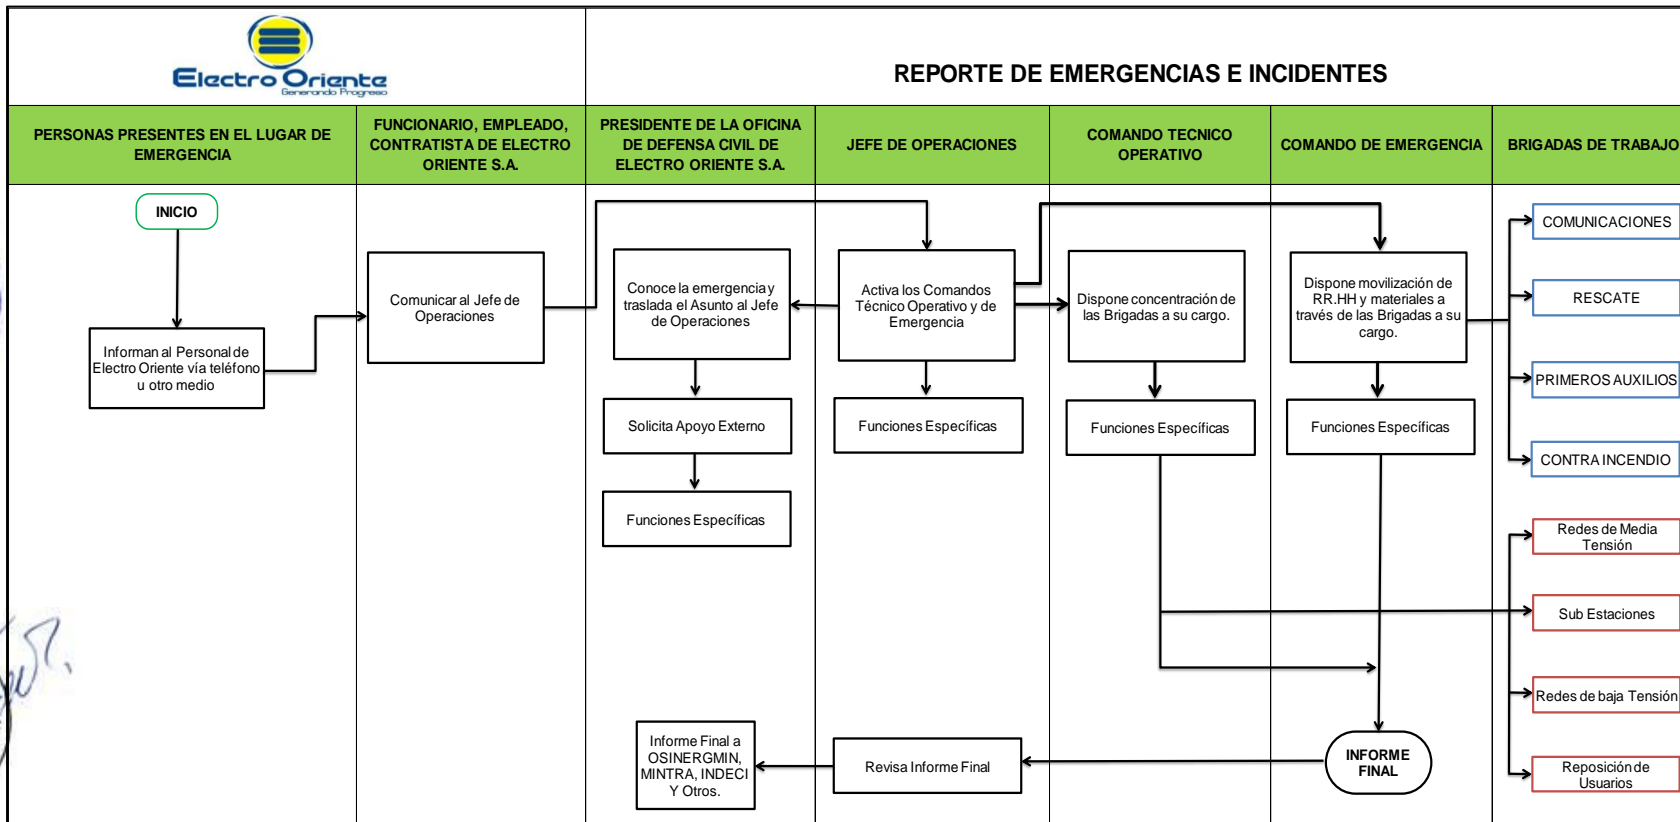 Electro Oriente
Generando Progreso
REPORTE DE EMERGENCIAS E INCIDENTES
PERSONAS PRESENTES EN EL LUGAR DE
EMERGENCIA
FUNCIONARIO, EMPLEADO,
CONTRATISTA DE ELECTRO
ORIENTE S.A.
PRESIDENTE DE LA OFICINA
DE DEFENSA CIVIL DE
ELECTRO ORIENTE S.A.
JEFE DE OPERACIONES
COMANDO TECNICO
OPERATIVO
COMANDO DE EMERGENCIA
BRIGADAS DE TRABAJO
INICIO
Informan al Personal de
Electro Oriente vía teléfono
u otro medio
Comunicar al Jefe de
Operaciones
Conoce la emergencia y
traslada el Asunto al Jefe
de Operaciones
Solicita Apoyo Externo
Funciones Específicas
Informe Final a
OSINERGMIN,
MINTRA, INDECI
Y Otros.
Activa los Comandos
Técnico Operativo y de
Emergencia
Funciones Específicas
Revisa Informe Final
Dispone concentración de
las Brigadas a su cargo.
Funciones Específicas
Dispone movilización de
RR.HH y materiales a
través de las Brigadas a su
cargo.
Funciones Específicas
INFORME
FINAL
COMUNICACIONES
RESCATE
PRIMEROS AUXILIOS
CONTRA INCENDIO
Redes de Media
Tensión
Sub Estaciones
Redes de baja Tensión
Reposición de
Usuarios